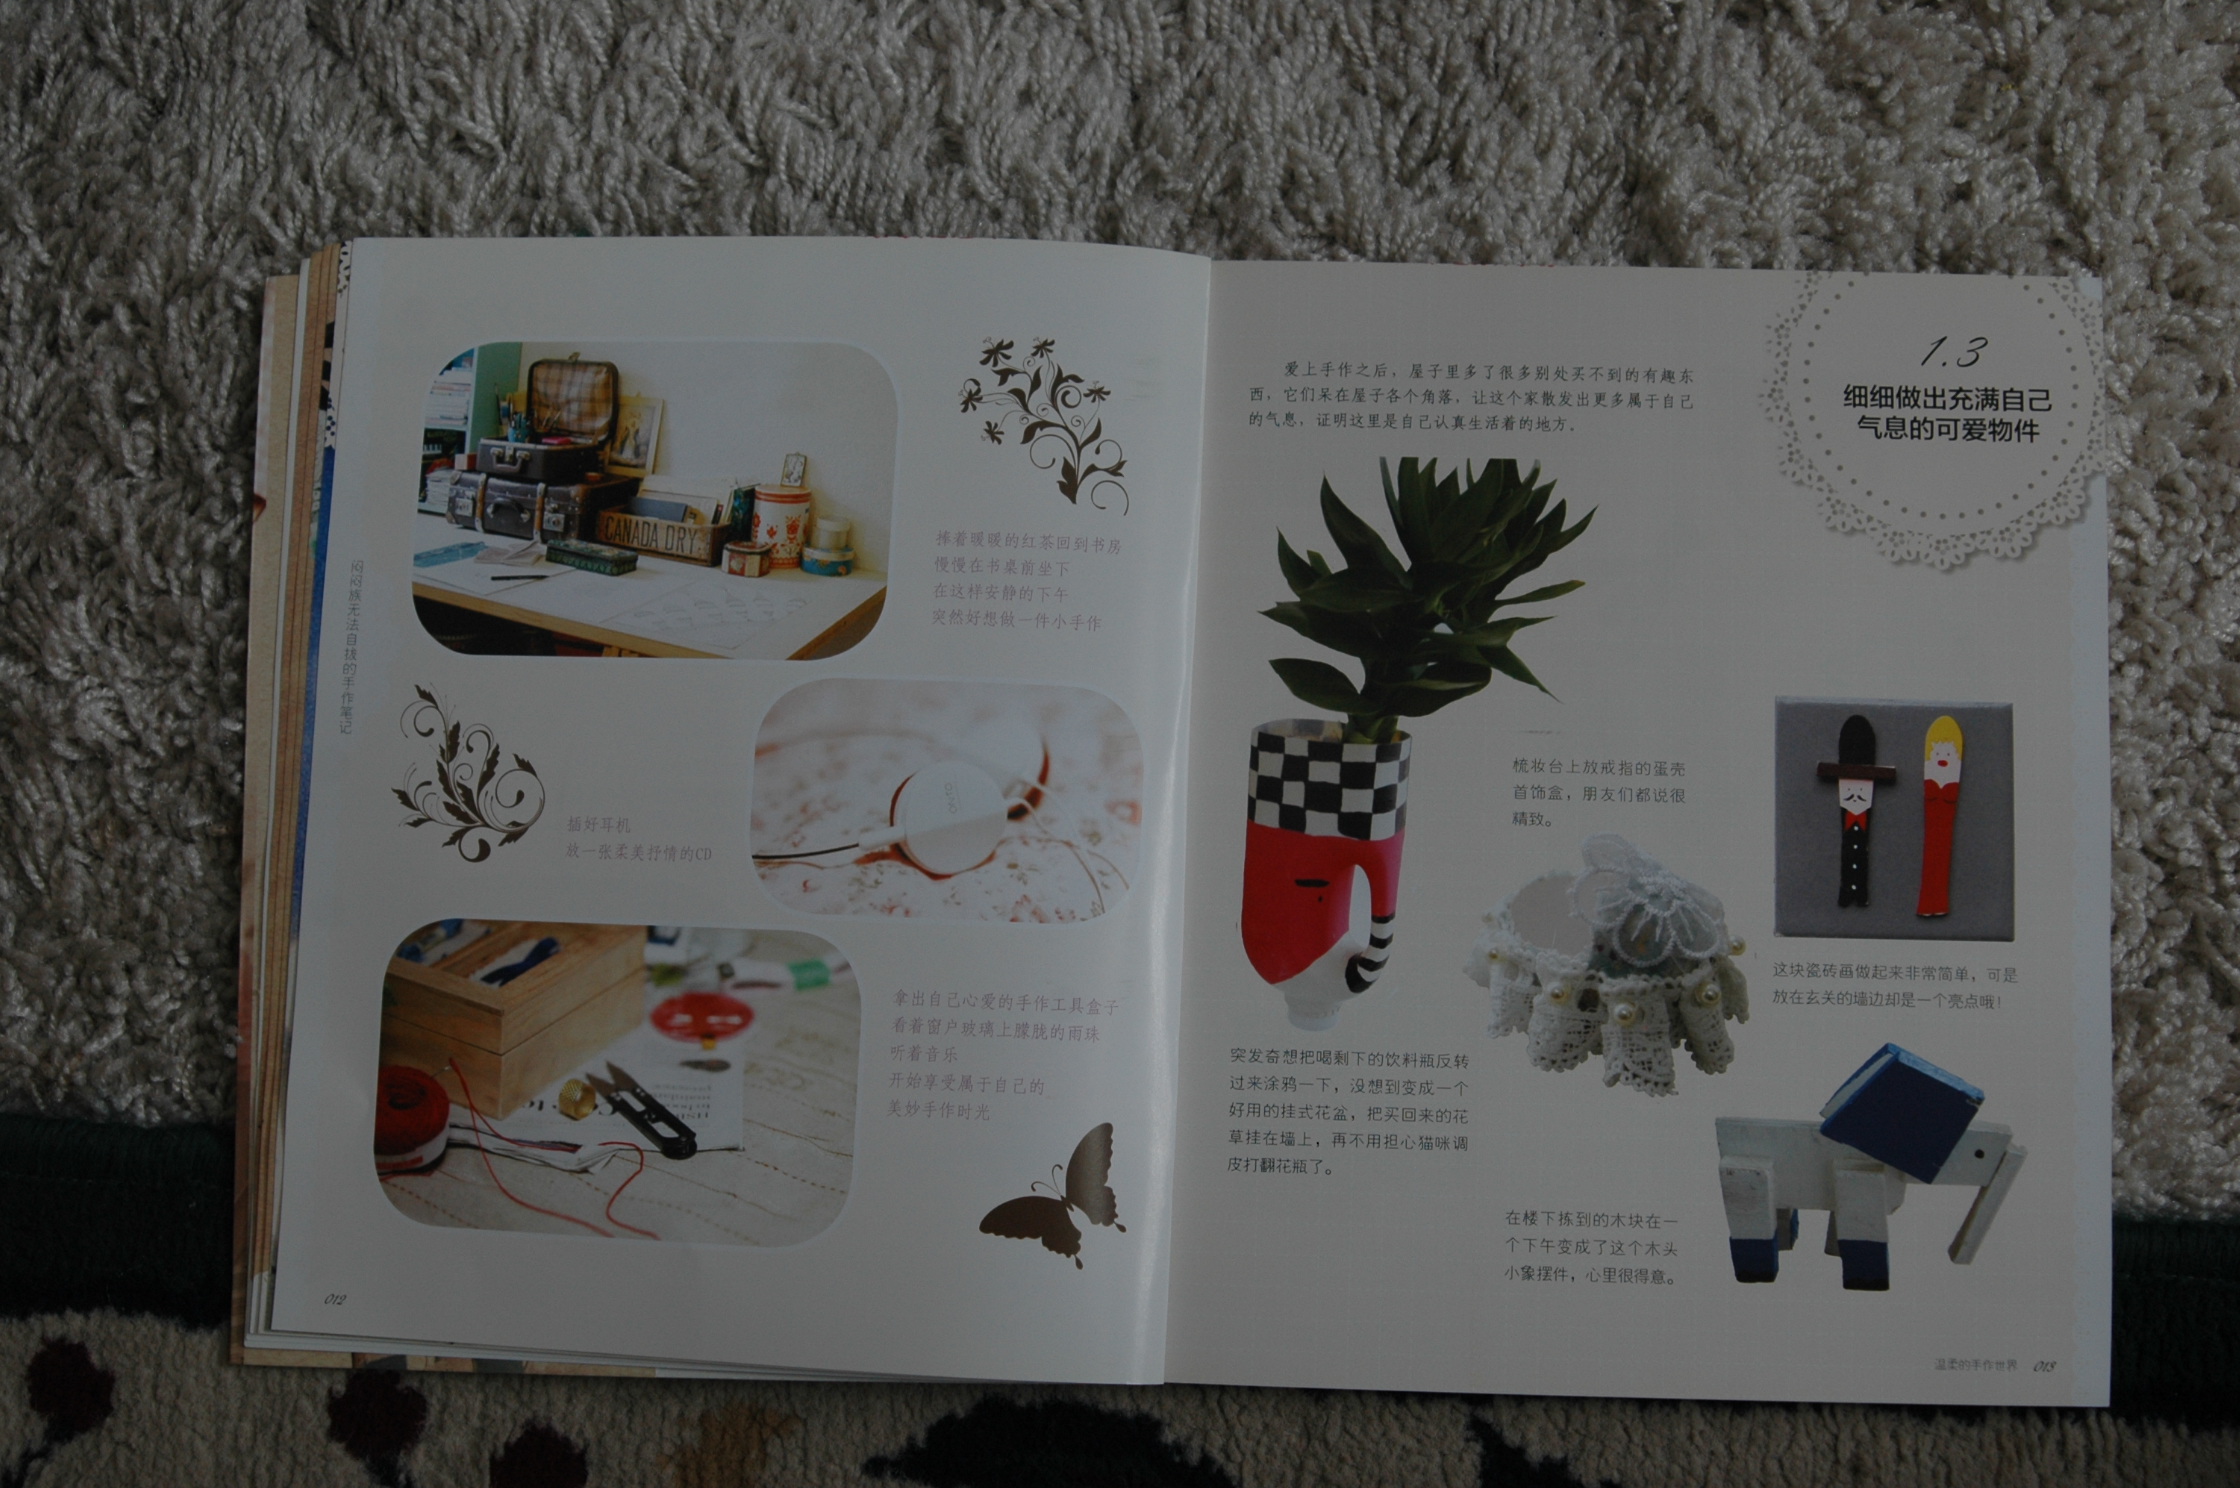 闷闷族无法自拔的手作笔记
CANADA DRY
捧着暖暖的红茶回到书房
慢慢在书桌前坐下
在这样安静的下午
突然好想做一件小手作
插好耳机
放一张柔美抒情的CD
拿出自己心爱的手作工具盒子
看着窗户玻璃上朦胧的雨珠
听着音乐
开始享受属于自己的
美妙手作时光
012
1.3
细细做出充满自己
气息的可爱物件
爱上手作之后，屋子里多了很多别处买不到的有趣东
西，它们呆在屋子各个角落，让这个家散发出更多属于自己
的气息，证明这里是自己认真生活着的地方。
梳妆台上放戒指的蛋壳
首饰盒，朋友们都说很
精致。
这块瓷砖画做起来非常简单，可是
放在玄关的墙边却是一个亮点哦！
突发奇想把喝剩下的饮料瓶反转
过来涂鸦一下，没想到变成一个
好用的挂式花盆，把买回来的花
草挂在墙上，再不用担心猫咪调
皮打翻花瓶了。
在楼下拣到的木块在一
个下午变成了这个木头
小象摆件，心里很得意。
温柔的手作世界 013